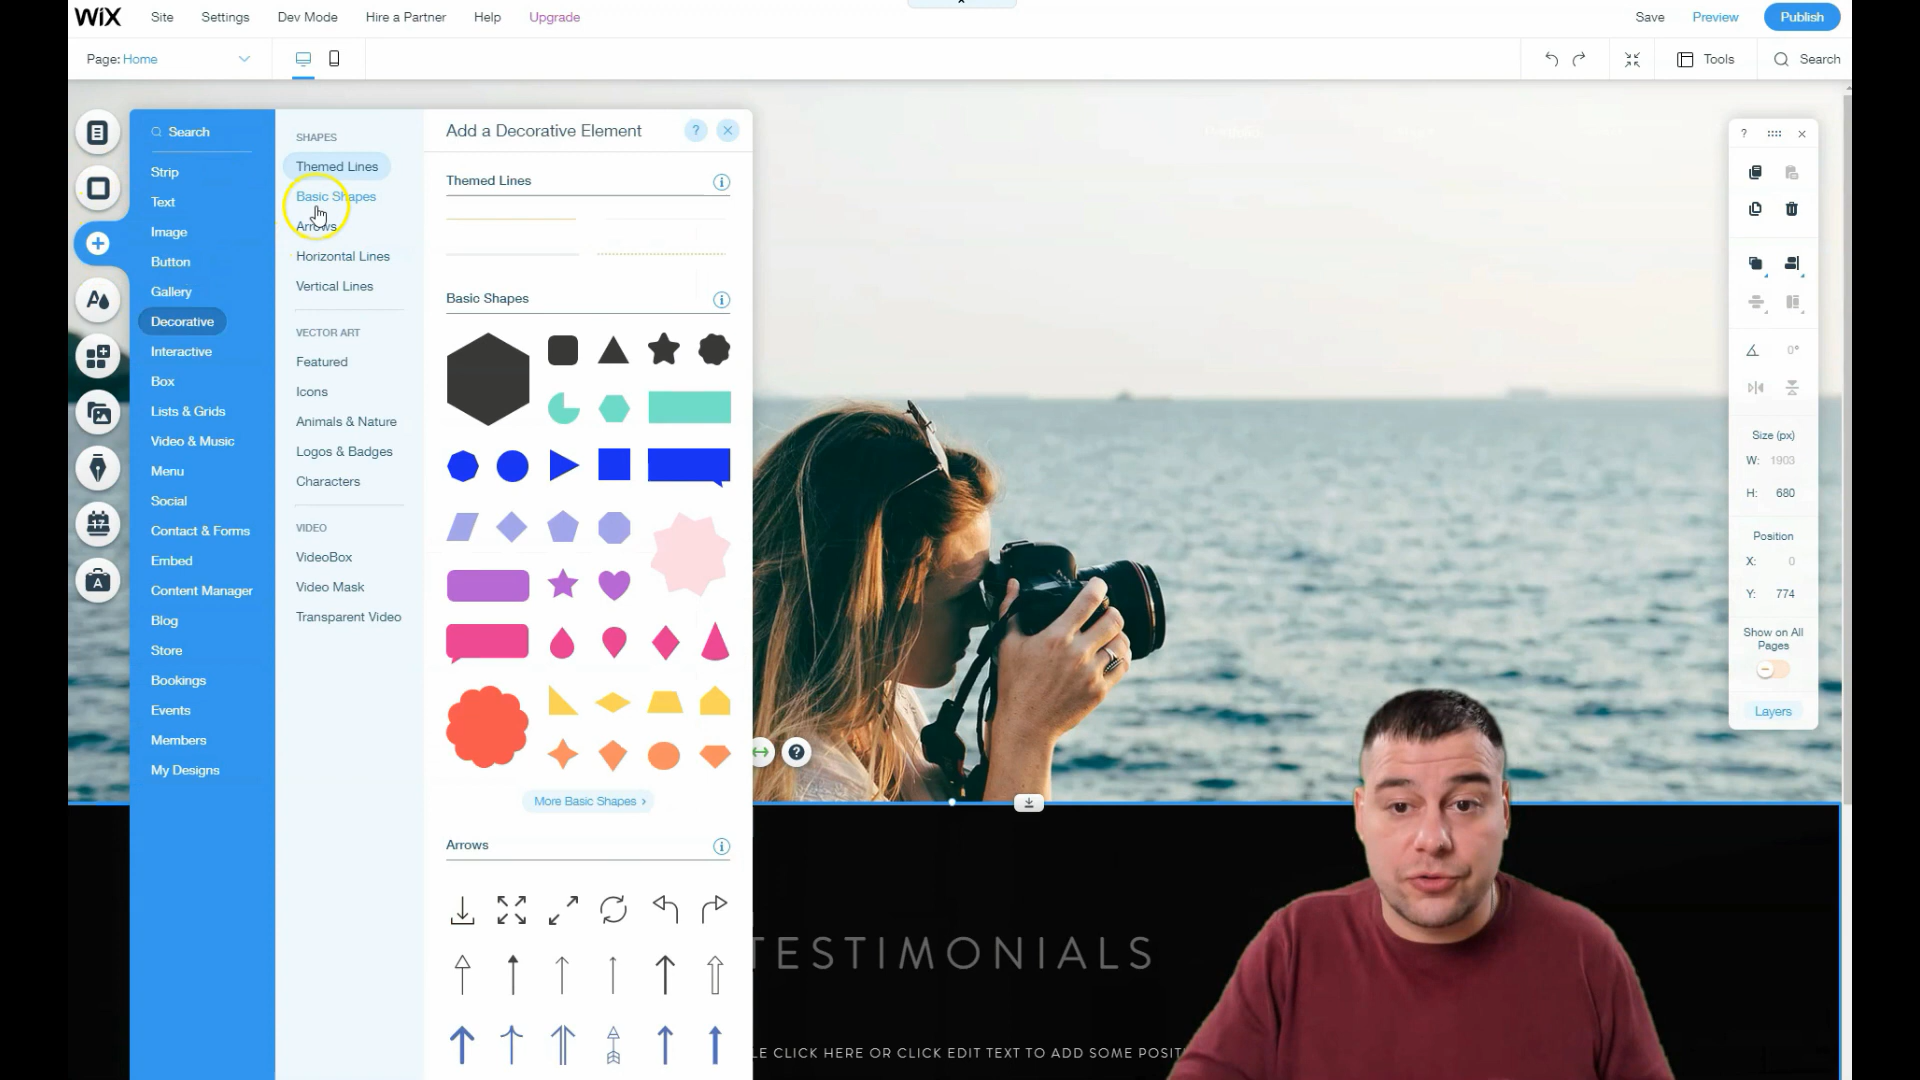 WiX Site Settings Dev Mode Hire a Partner Help Upgrade Save Preview Publish
Page: Home Tools Search
Search
Strip
Text
Image
Button
Gallery
Decorative
Interactive
Box
Lists & Grids
Video & Music
Menu
Social
Contact & Forms
Embed
Content Manager
Blog
Store
Bookings
Events
Members
My Designs
SHAPES
Themed Lines
Basic Shapes
Arrows
Horizontal Lines
Vertical Lines
VECTOR ART
Featured
Icons
Animals & Nature
Logos & Badges
Characters
VIDEO
VideoBox
Video Mask
Transparent Video
Add a Decorative Element ?
Themed Lines
Basic Shapes
More Basic Shapes >
Arrows
?
0°
Size (px)
W: 1903
H: 680
Position
X: 0
Y: 774
Show on All
Pages
Layers
17
A
?
TESTIMONIALS
LE CLICK HERE OR CLICK EDIT TEXT TO ADD SOME POSIT